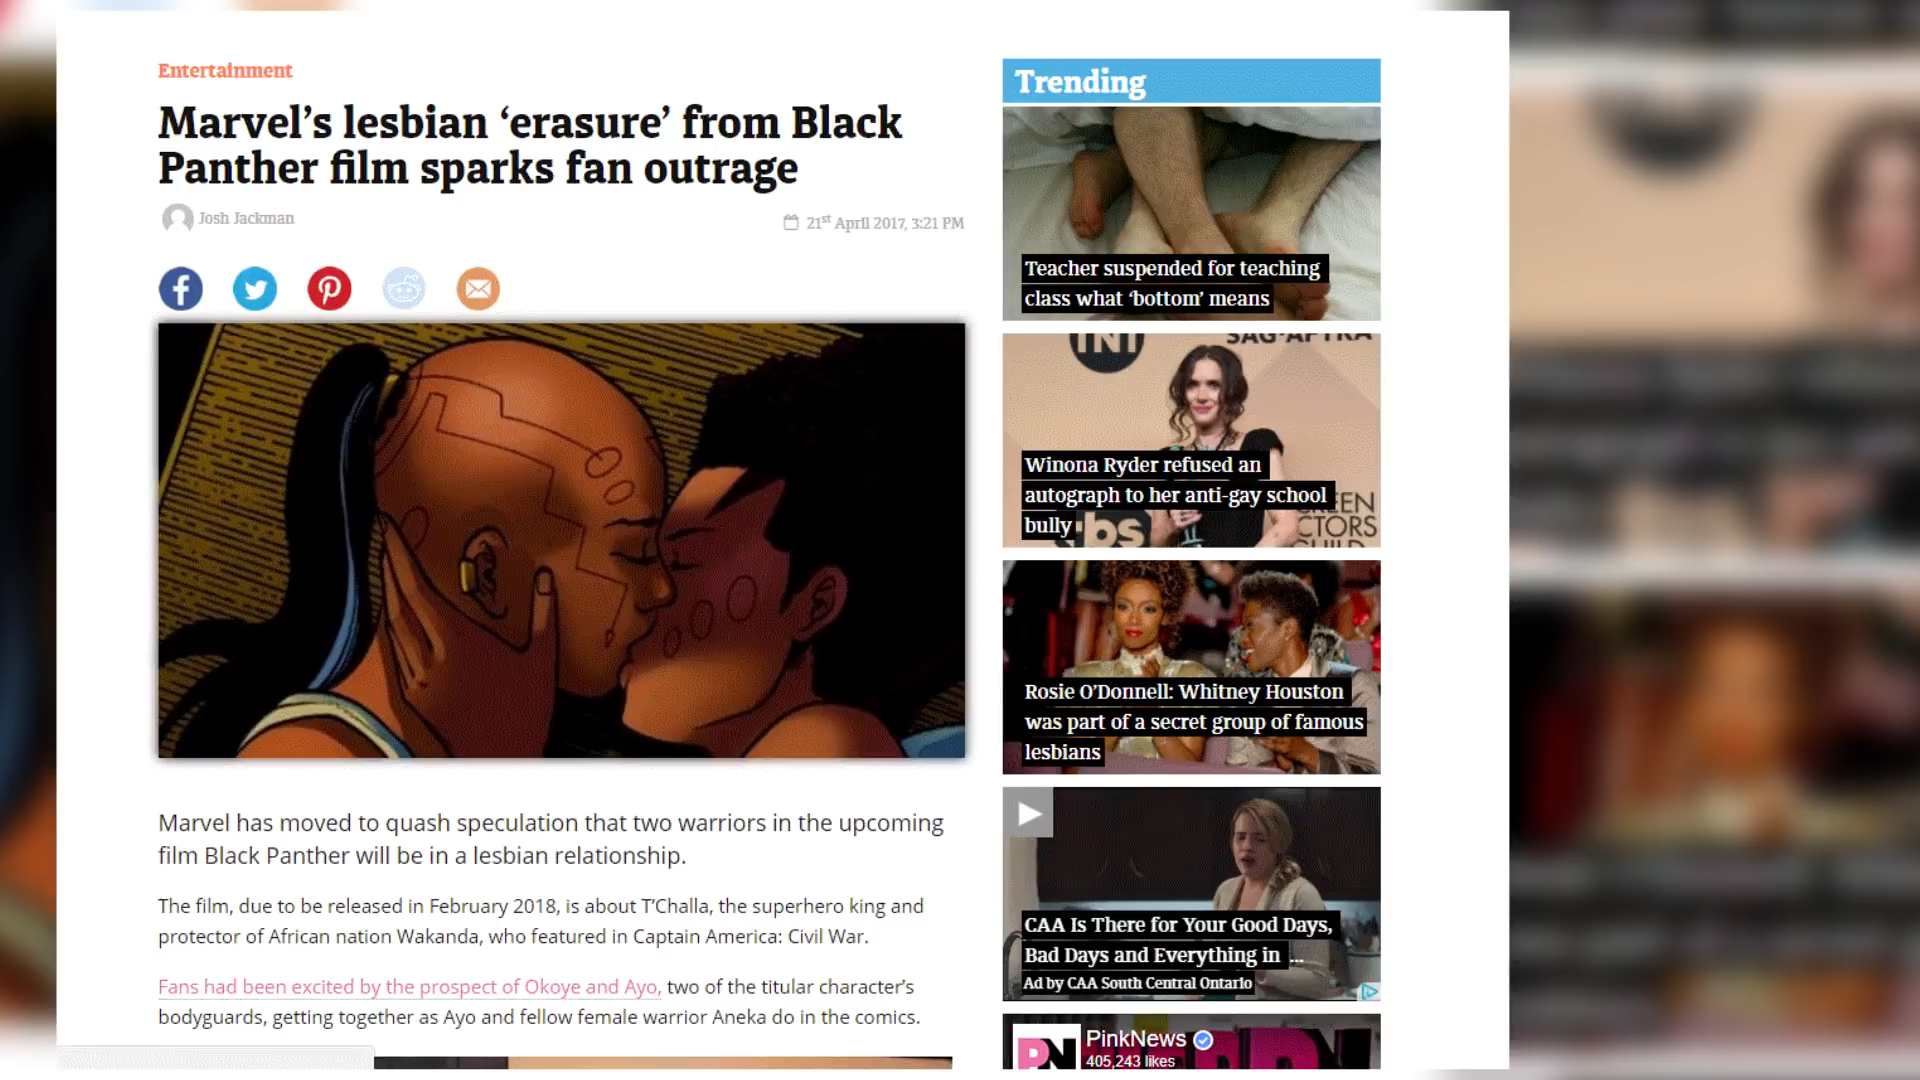 Entertainment
Marvel’s lesbian ‘erasure’ from Black
Panther film sparks fan outrage
Josh Jackman
21st April 2017, 3:21 PM
Marvel has moved to quash speculation that two warriors in the upcoming
film Black Panther will be in a lesbian relationship.
The film, due to be released in February 2018, is about T’Challa, the superhero king and
protector of African nation Wakanda, who featured in Captain America: Civil War.
Fans had been excited by the prospect of Okoye and Ayo, two of the titular character’s
bodyguards, getting together as Ayo and fellow female warrior Aneka do in the comics.
Trending
Teacher suspended for teaching
class what ‘bottom’ means
TNT
SAG-AFTRA
Winona Ryder refused an
autograph to her anti-gay school
bully
tbs
Rosie O’Donnell: Whitney Houston
was part of a secret group of famous
lesbians
CAA Is There for Your Good Days,
Bad Days and Everything in ...
Ad by CAA South Central Ontario
PN
PinkNews
405,243 likes